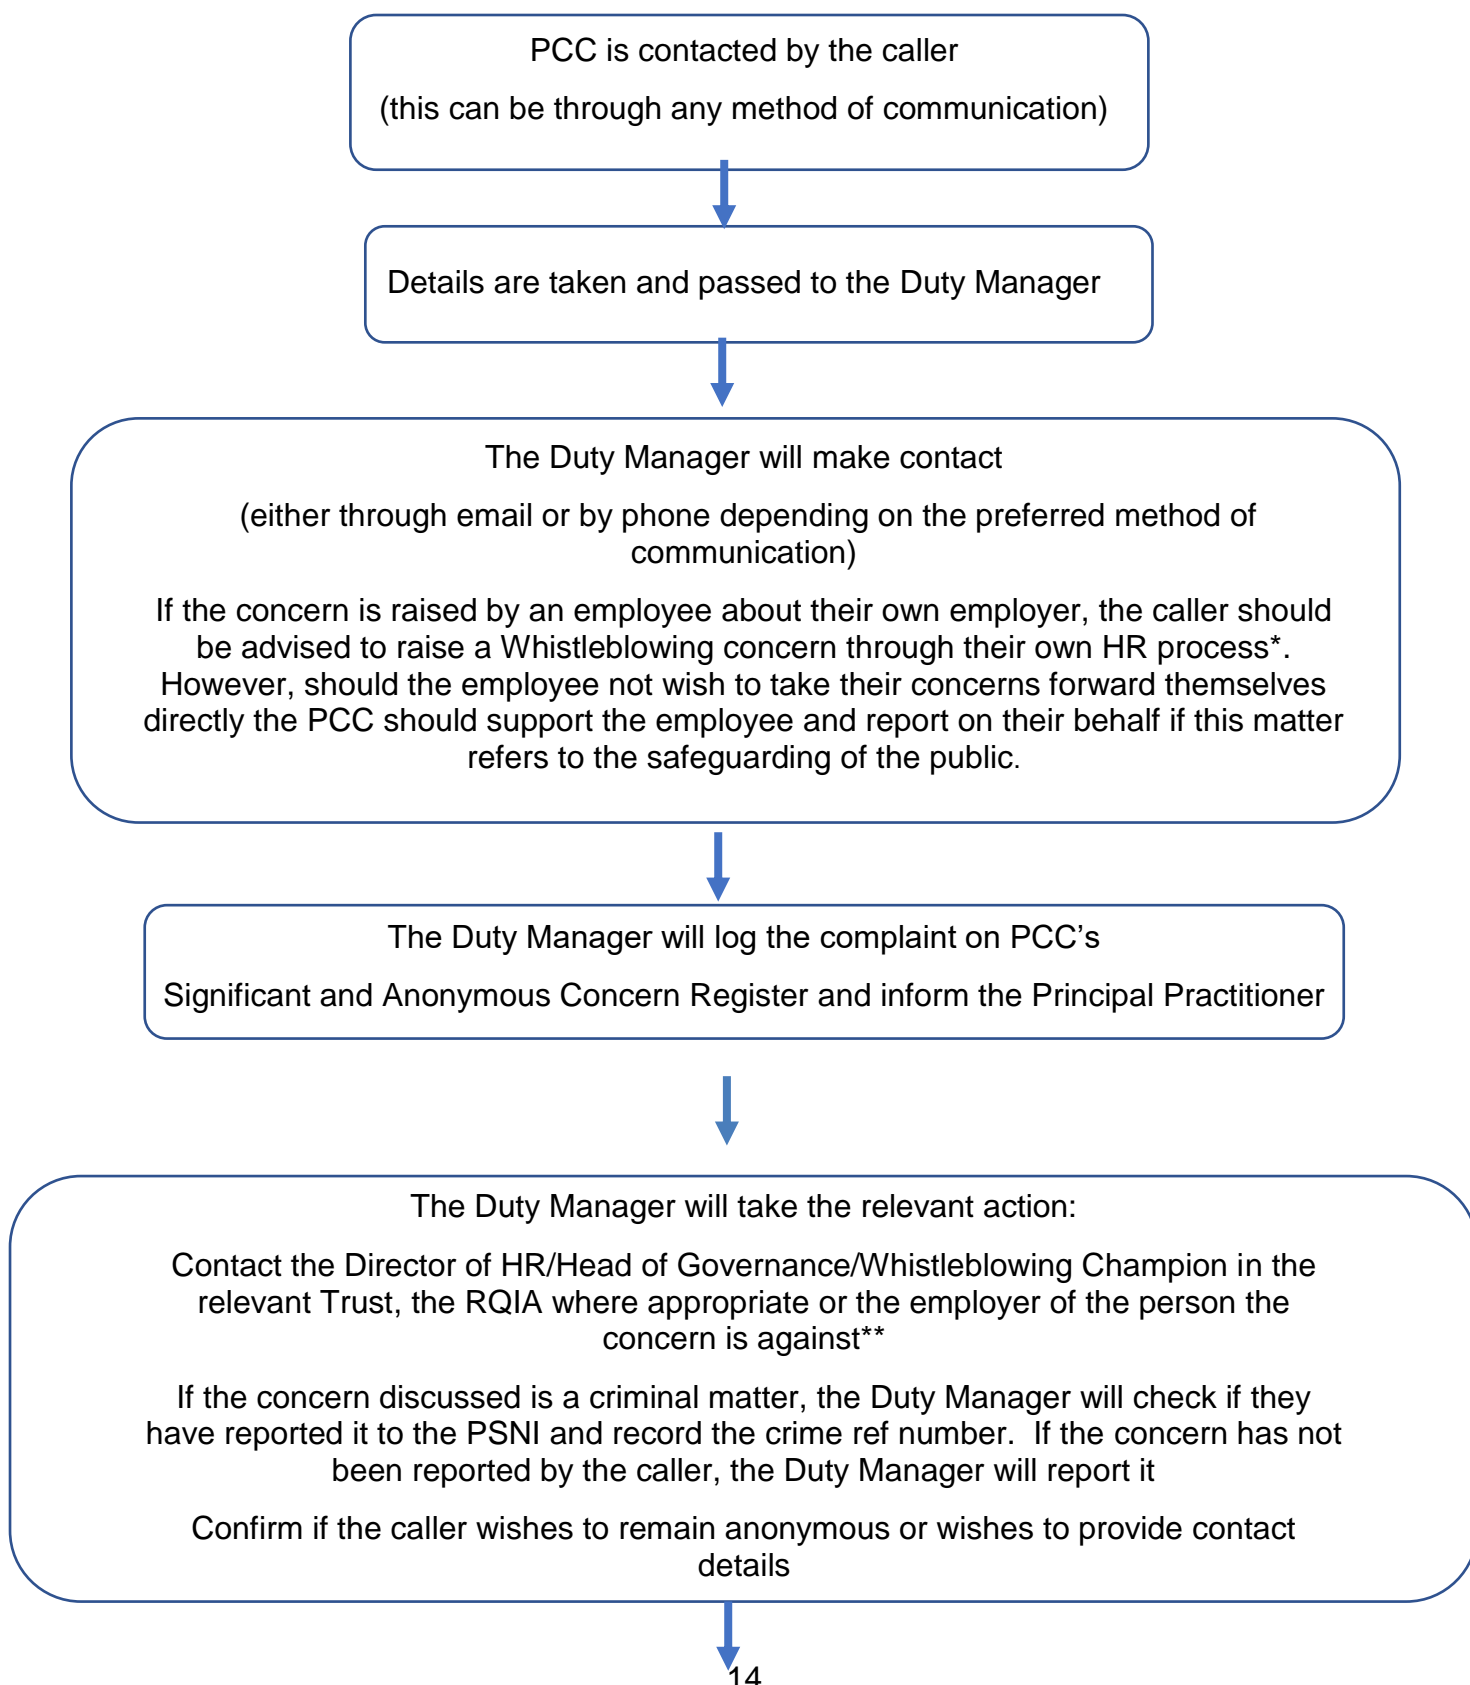 PCC is contacted by the caller
(this can be through any method of communication)
Details are taken and passed to the Duty Manager
The Duty Manager will make contact
(either through email or by phone depending on the preferred method of
communication)
If the concern is raised by an employee about their own employer, the caller should
be advised to raise a Whistleblowing concern through their own HR process*.
However, should the employee not wish to take their concerns forward themselves
directly the PCC should support the employee and report on their behalf if this matter
refers to the safeguarding of the public.
The Duty Manager will log the complaint on PCC’s
Significant and Anonymous Concern Register and inform the Principal Practitioner
The Duty Manager will take the relevant action:
Contact the Director of HR/Head of Governance/Whistleblowing Champion in the
relevant Trust, the RQIA where appropriate or the employer of the person the
concern is against**
If the concern discussed is a criminal matter, the Duty Manager will check if they
have reported it to the PSNI and record the crime ref number.  If the concern has not
been reported by the caller, the Duty Manager will report it
Confirm if the caller wishes to remain anonymous or wishes to provide contact
details
14